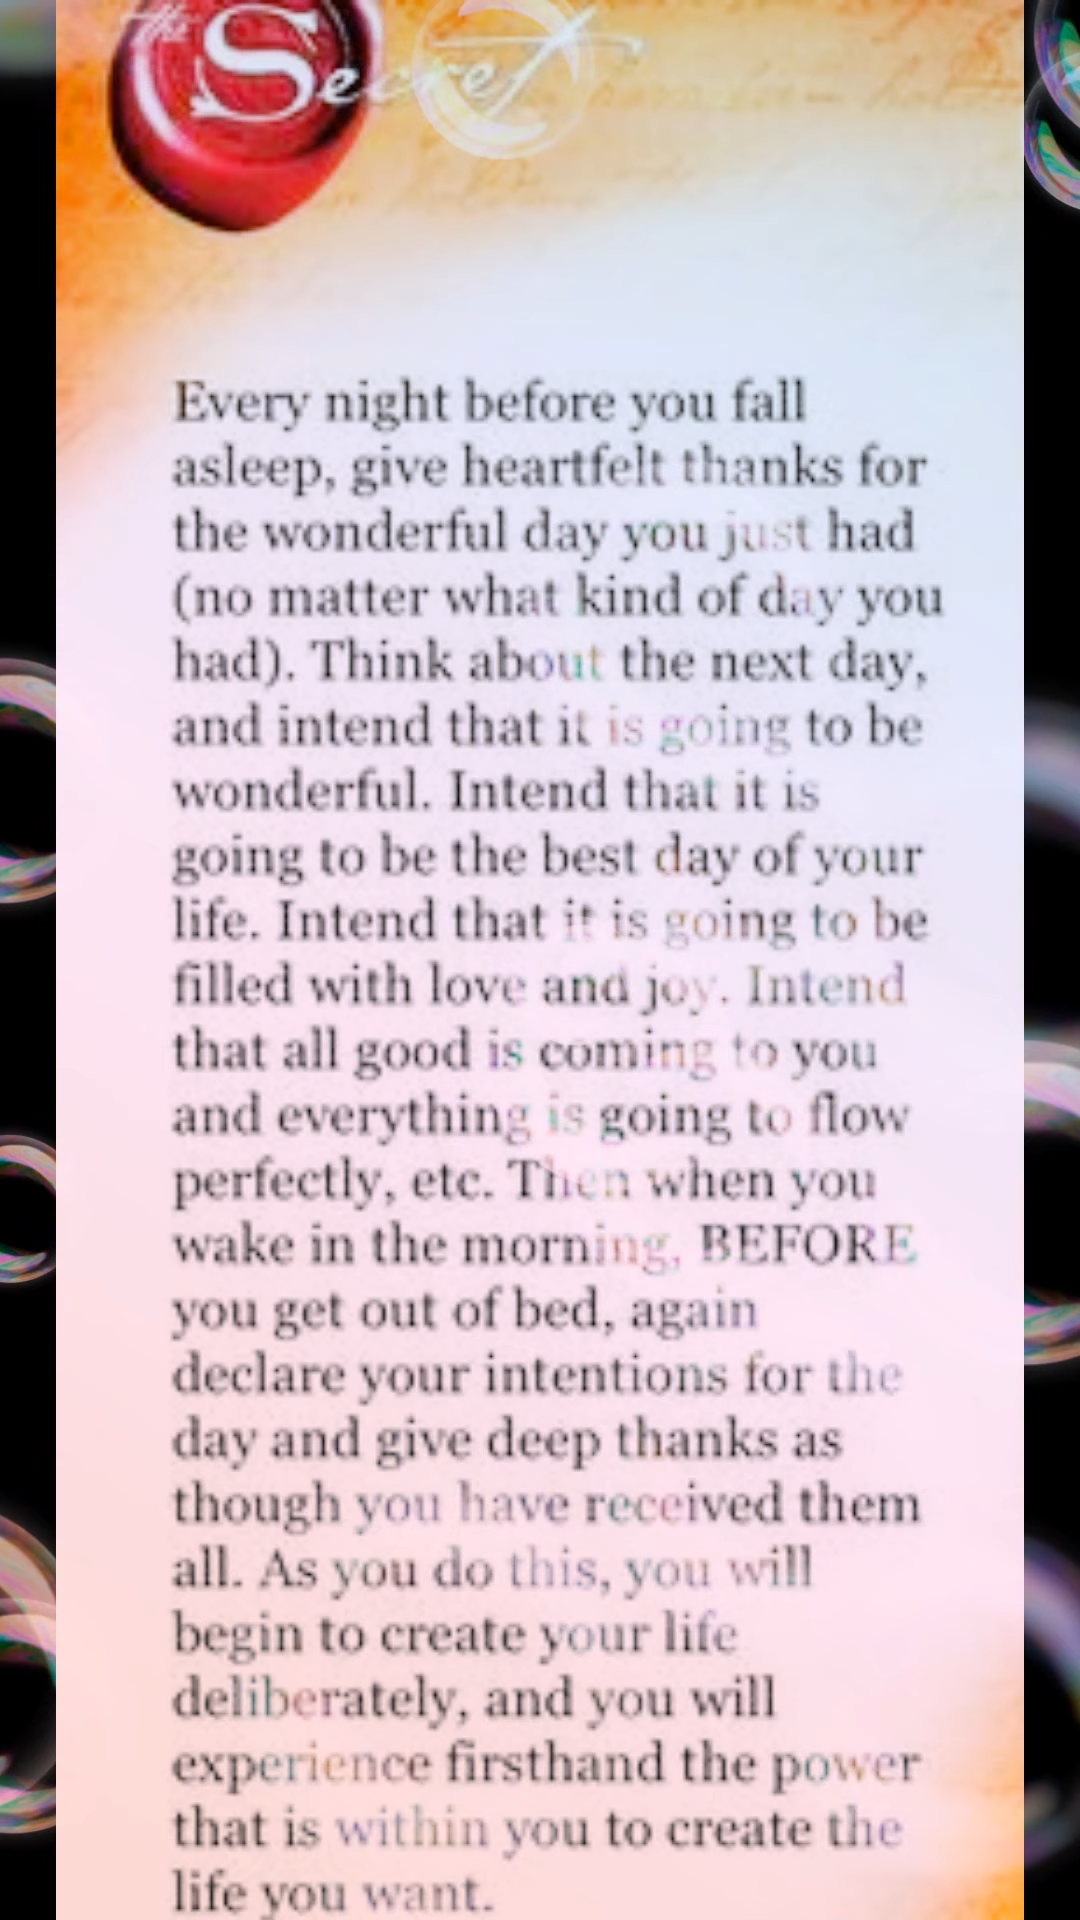 the Secret
Every night before you fall
asleep, give heartfelt thanks for
the wonderful day you just had
(no matter what kind of day you
had). Think about the next day,
and intend that it is going to be
wonderful. Intend that it is
going to be the best day of your
life. Intend that it is going to be
filled with love and joy. Intend
that all good is coming to you
and everything is going to flow
perfectly, etc. Then when you
wake in the morning, BEFORE
you get out of bed, again
declare your intentions for the
day and give deep thanks as
though you have received them
all. As you do this, you will
begin to create your life
deliberately, and you will
experience firsthand the power
that is within you to create the
life you want.